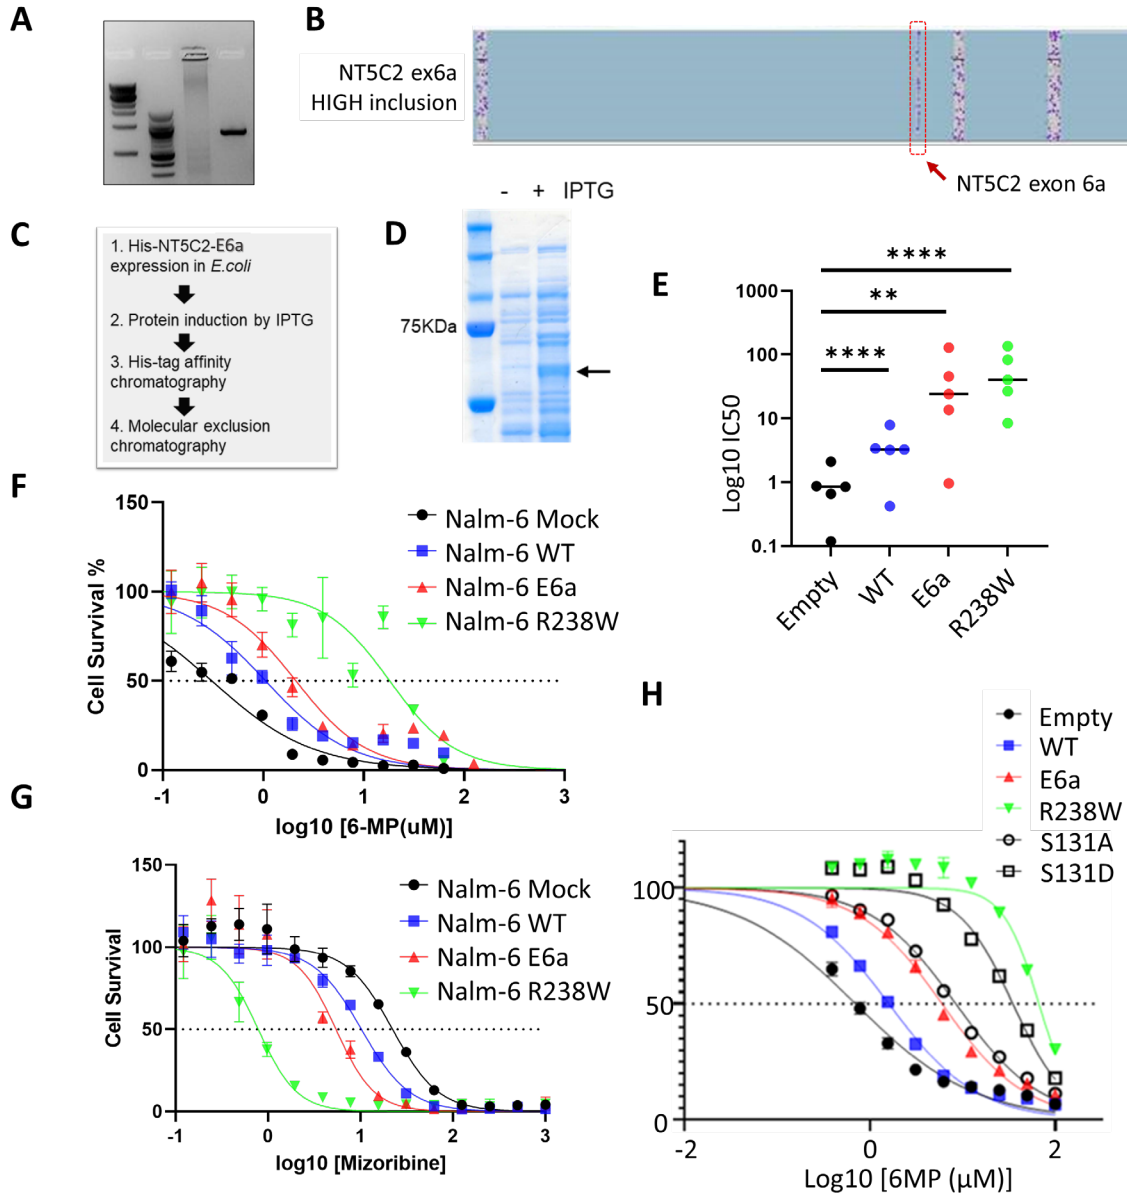 A
B
NT5C2 ex6a
HIGH inclusion
NT5C2 exon 6a
C
1. His-NT5C2-E6a
expression in E.coli
2. Protein induction by IPTG
3. His-tag affinity
chromatography
4. Molecular exclusion
chromatography
D
- + IPTG
75KDa
E
****
**
****
1000
100
10
1
0.1
Log10 IC50
Empty
WT
E6a
R238W
F
150
100
50
0
Cell Survival %
-1 0 1 2 3
log10 [6-MP(uM)]
Nalm-6 Mock
Nalm-6 WT
Nalm-6 E6a
Nalm-6 R238W
G
150
100
50
0
Cell Survival
-1 0 1 2 3
log10 [Mizoribine]
Nalm-6 Mock
Nalm-6 WT
Nalm-6 E6a
Nalm-6 R238W
H
Empty
WT
E6a
R238W
S131A
S131D
100
50
0
-2 0 2
Log10 [6MP (μM)]